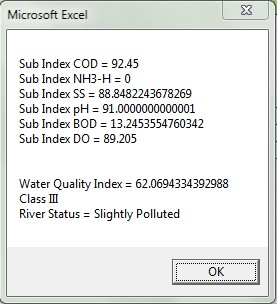 Microsoft Excel
Sub Index COD = 92.45
Sub Index NH3-H = 0
Sub Index SS = 88.8482243678269
Sub Index pH = 91.0000000000001
Sub Index BOD = 13.2453554760342
Sub Index DO = 89.205
Water Quality Index = 62.0694334392988
Class III
River Status = Slightly Polluted
OK